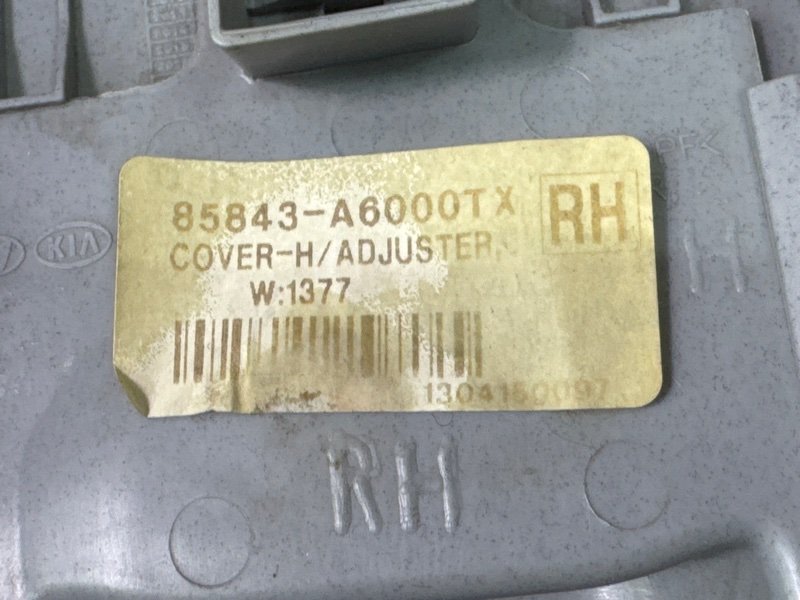 85843-A6000TX
RH
COVER-H/ADJUSTER,
W:1377
1304150097
KIA
RH
H